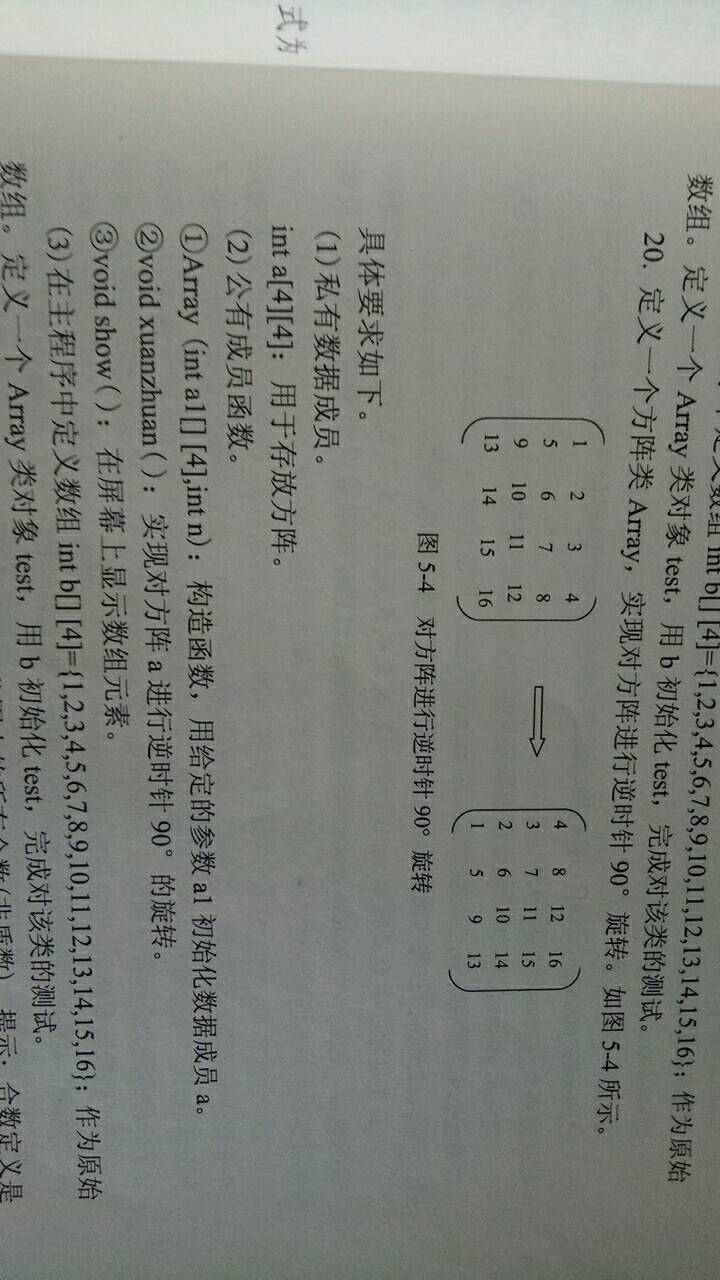 定义数组 int b[] [4]={1,2,3,4,5,6,7,8,9,10,11,12,13,14,15,16}；作为原始
数组。定义一个 Array 类对象 test，用 b 初始化 test，完成对该类的测试。
20．定义一个方阵类 Array，实现对方阵进行逆时针 90° 旋转。如图 5-4 所示。
1 2 3 4 4 8 12 16
5 6 7 8 3 7 11 15
9 10 11 12 2 6 10 14
13 14 15 16 1 5 9 13
图 5-4 对方阵进行逆时针 90° 旋转
具体要求如下。
(1) 私有数据成员。
int a[4][4]：用于存放方阵。
(2) 公有成员函数。
①Array (int a1[] [4],int n)：构造函数，用给定的参数 a1 初始化数据成员 a。
②void xuanzhuan ( )：实现对方阵 a 进行逆时针 90° 的旋转。
③void show ( )：在屏幕上显示数组元素。
(3) 在主程序中定义数组 int b[] [4]={1,2,3,4,5,6,7,8,9,10,11,12,13,14,15,16}；作为原始
数组。定义一个 Array 类对象 test，用 b 初始化 test，完成对该类的测试。
的所有合数(非质数)。提示：合数定义是
式为